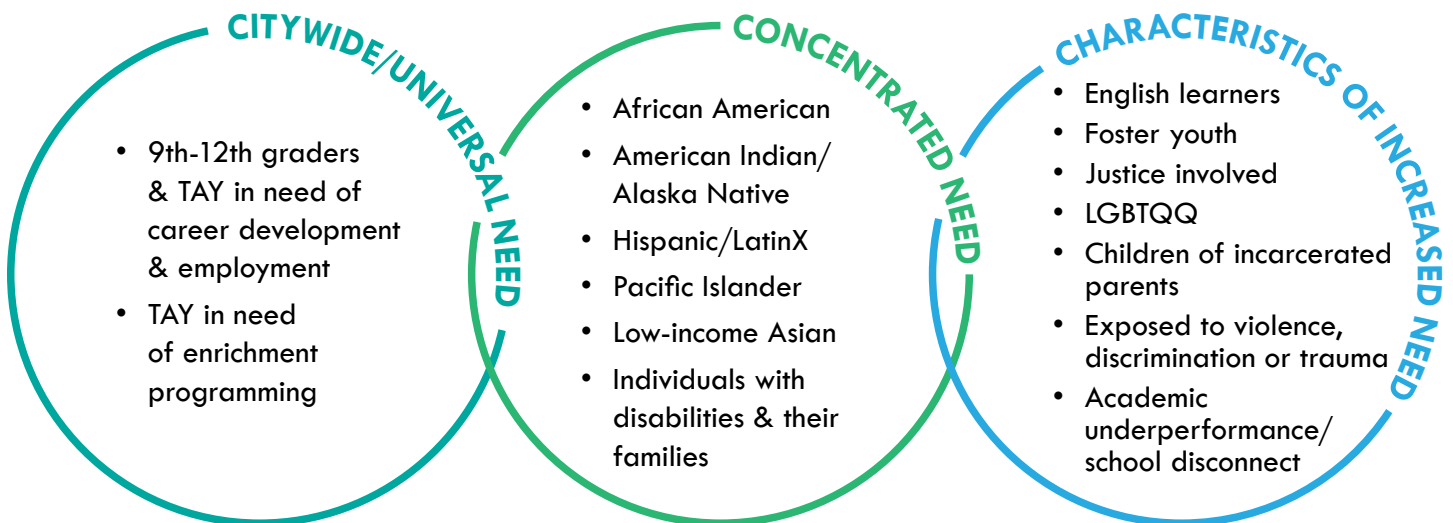 CITYWIDE/UNIVERSAL NEED
• 9th-12th graders
& TAY in need of
career development
& employment
• TAY in need
of enrichment
programming
CONCENTRATED NEED
• African American
• American Indian/
Alaska Native
• Hispanic/LatinX
• Pacific Islander
• Low-income Asian
• Individuals with
disabilities & their
families
CHARACTERISTICS OF INCREASED NEED
• English learners
• Foster youth
• Justice involved
• LGBTQQ
• Children of incarcerated
parents
• Exposed to violence,
discrimination or trauma
• Academic
underperformance/
school disconnect